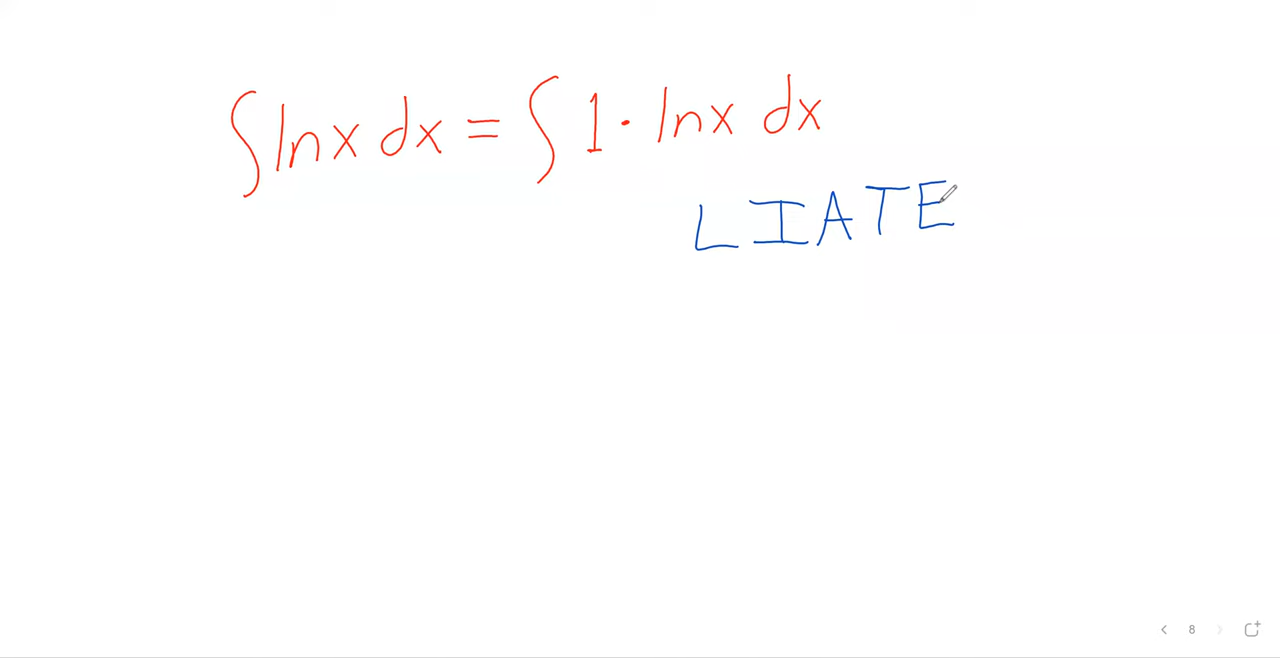 ∫ ln x dx = ∫ 1 · ln x dx
LIATE
8